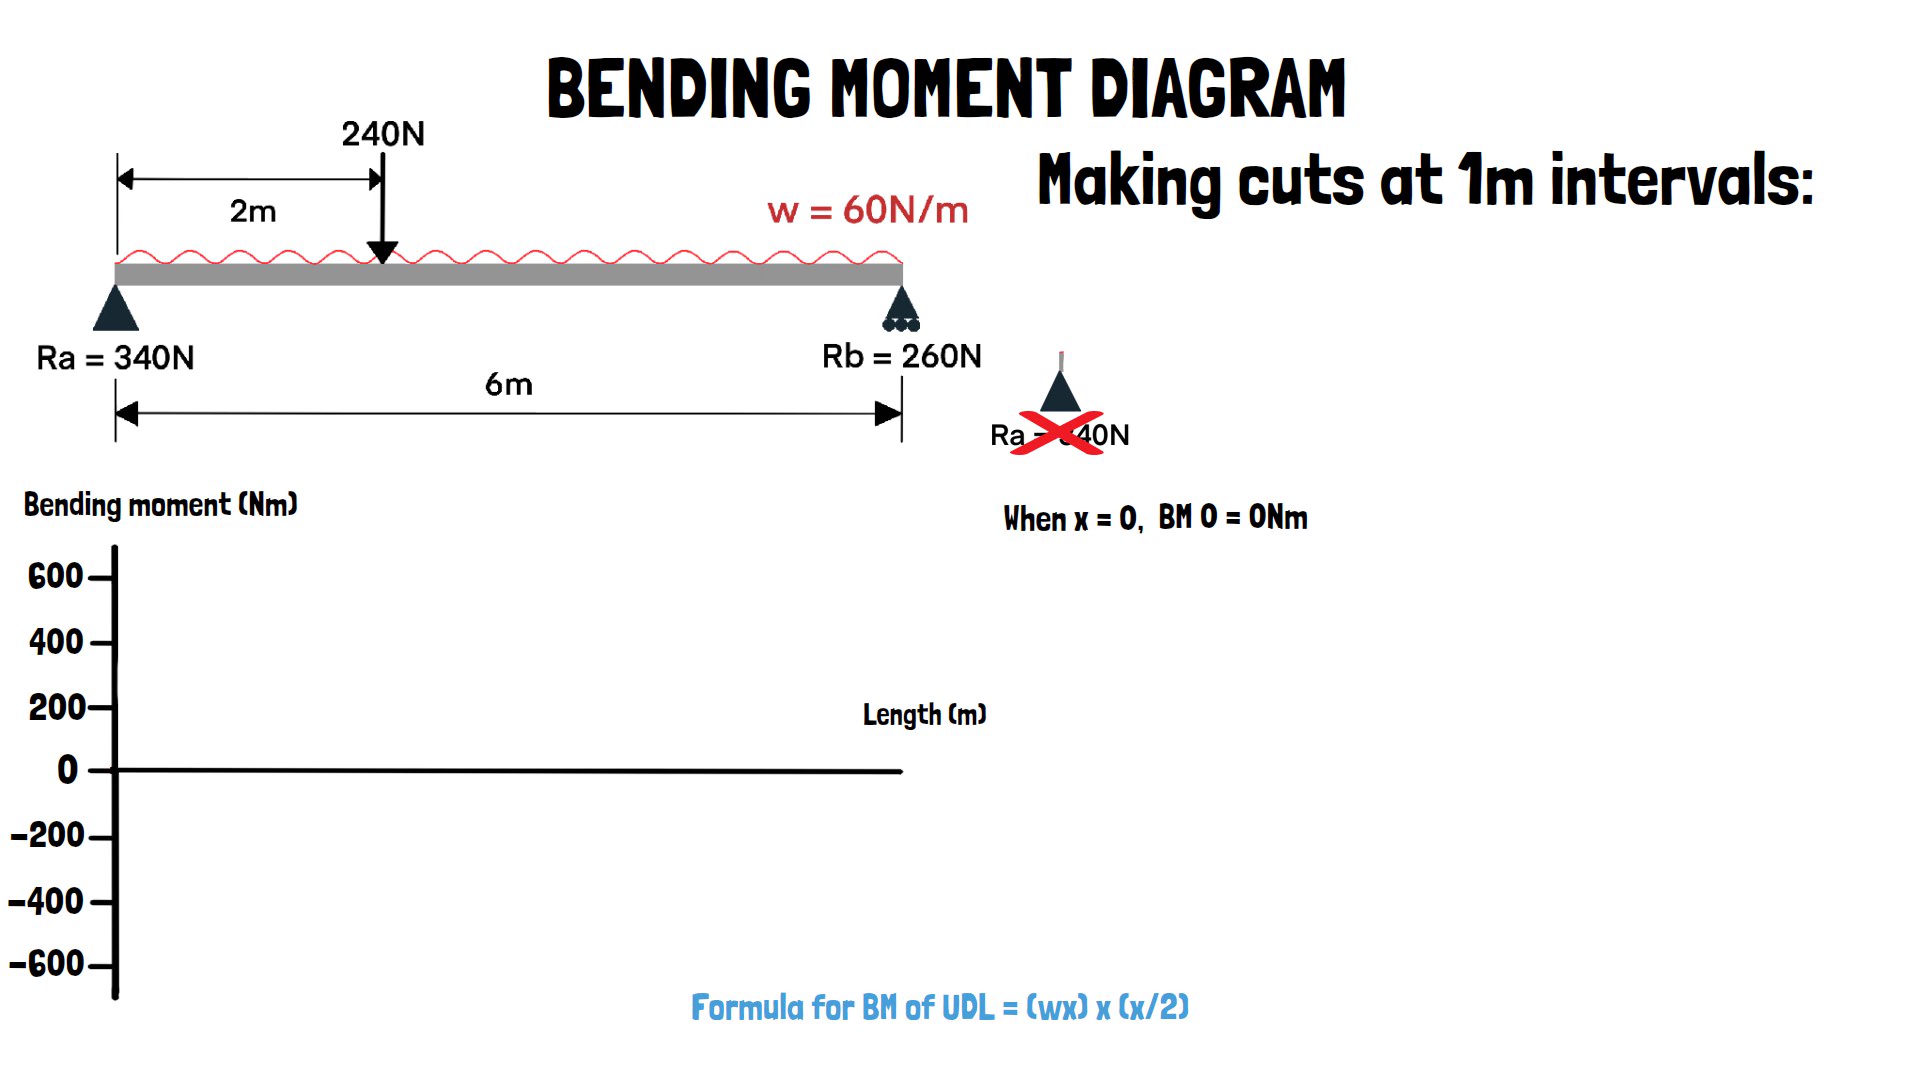 BENDING MOMENT DIAGRAM
240N
Making cuts at 1m intervals:
2m
w = 60N/m
Ra = 340N
Rb = 260N
6m
Ra = 40N
Bending moment (Nm)
When x = 0, BM 0 = 0Nm
600
400
200
Length (m)
0
-200
-400
-600
Formula for BM of UDL = (wx) x (x/2)